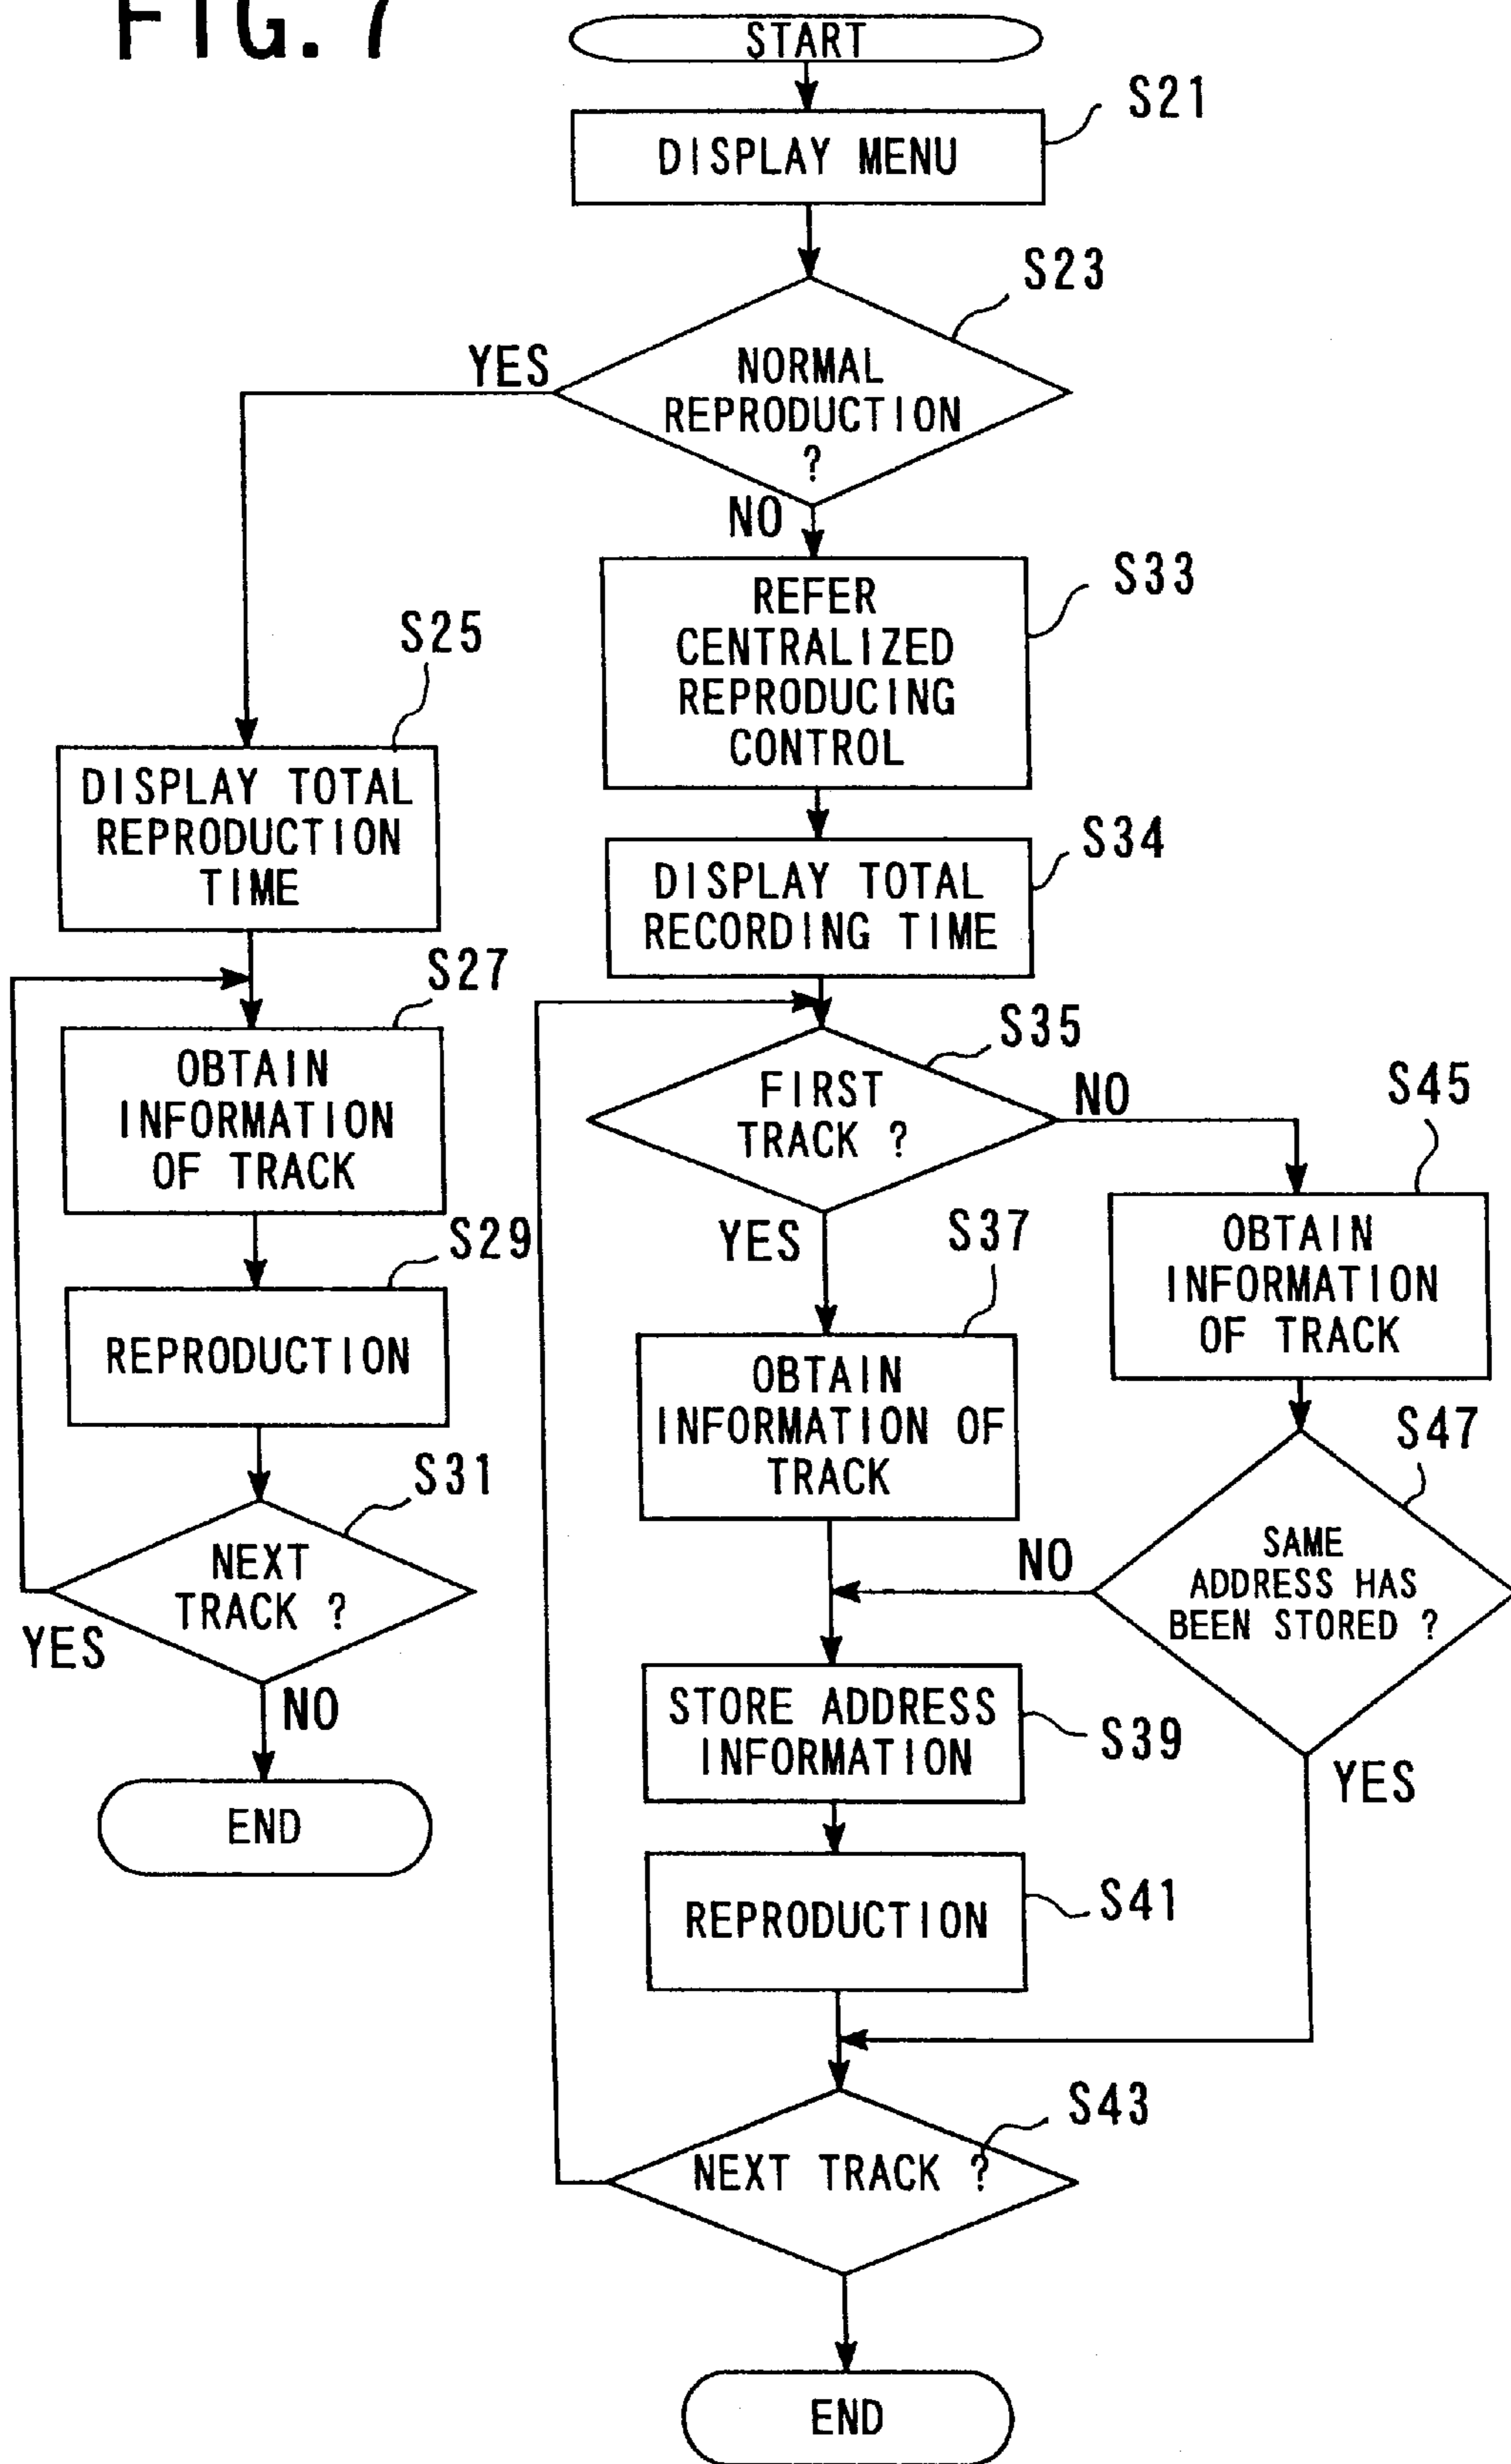 FIG. 7
START
S21
DISPLAY MENU
S23
YES
NORMAL
REPRODUCTION
?
NO
S33
REFER
CENTRALIZED
REPRODUCING
CONTROL
S25
DISPLAY TOTAL
REPRODUCTION
TIME
S34
DISPLAY TOTAL
RECORDING TIME
S27
OBTAIN
INFORMATION
OF TRACK
S35
FIRST
TRACK ?
NO
S45
OBTAIN
INFORMATION
OF TRACK
S29
REPRODUCTION
YES
S37
OBTAIN
INFORMATION OF
TRACK
S47
SAME
ADDRESS HAS
BEEN STORED ?
NO
S31
NEXT
TRACK ?
YES
NO
END
STORE ADDRESS
INFORMATION
S39
YES
REPRODUCTION
S41
S43
NEXT TRACK ?
END